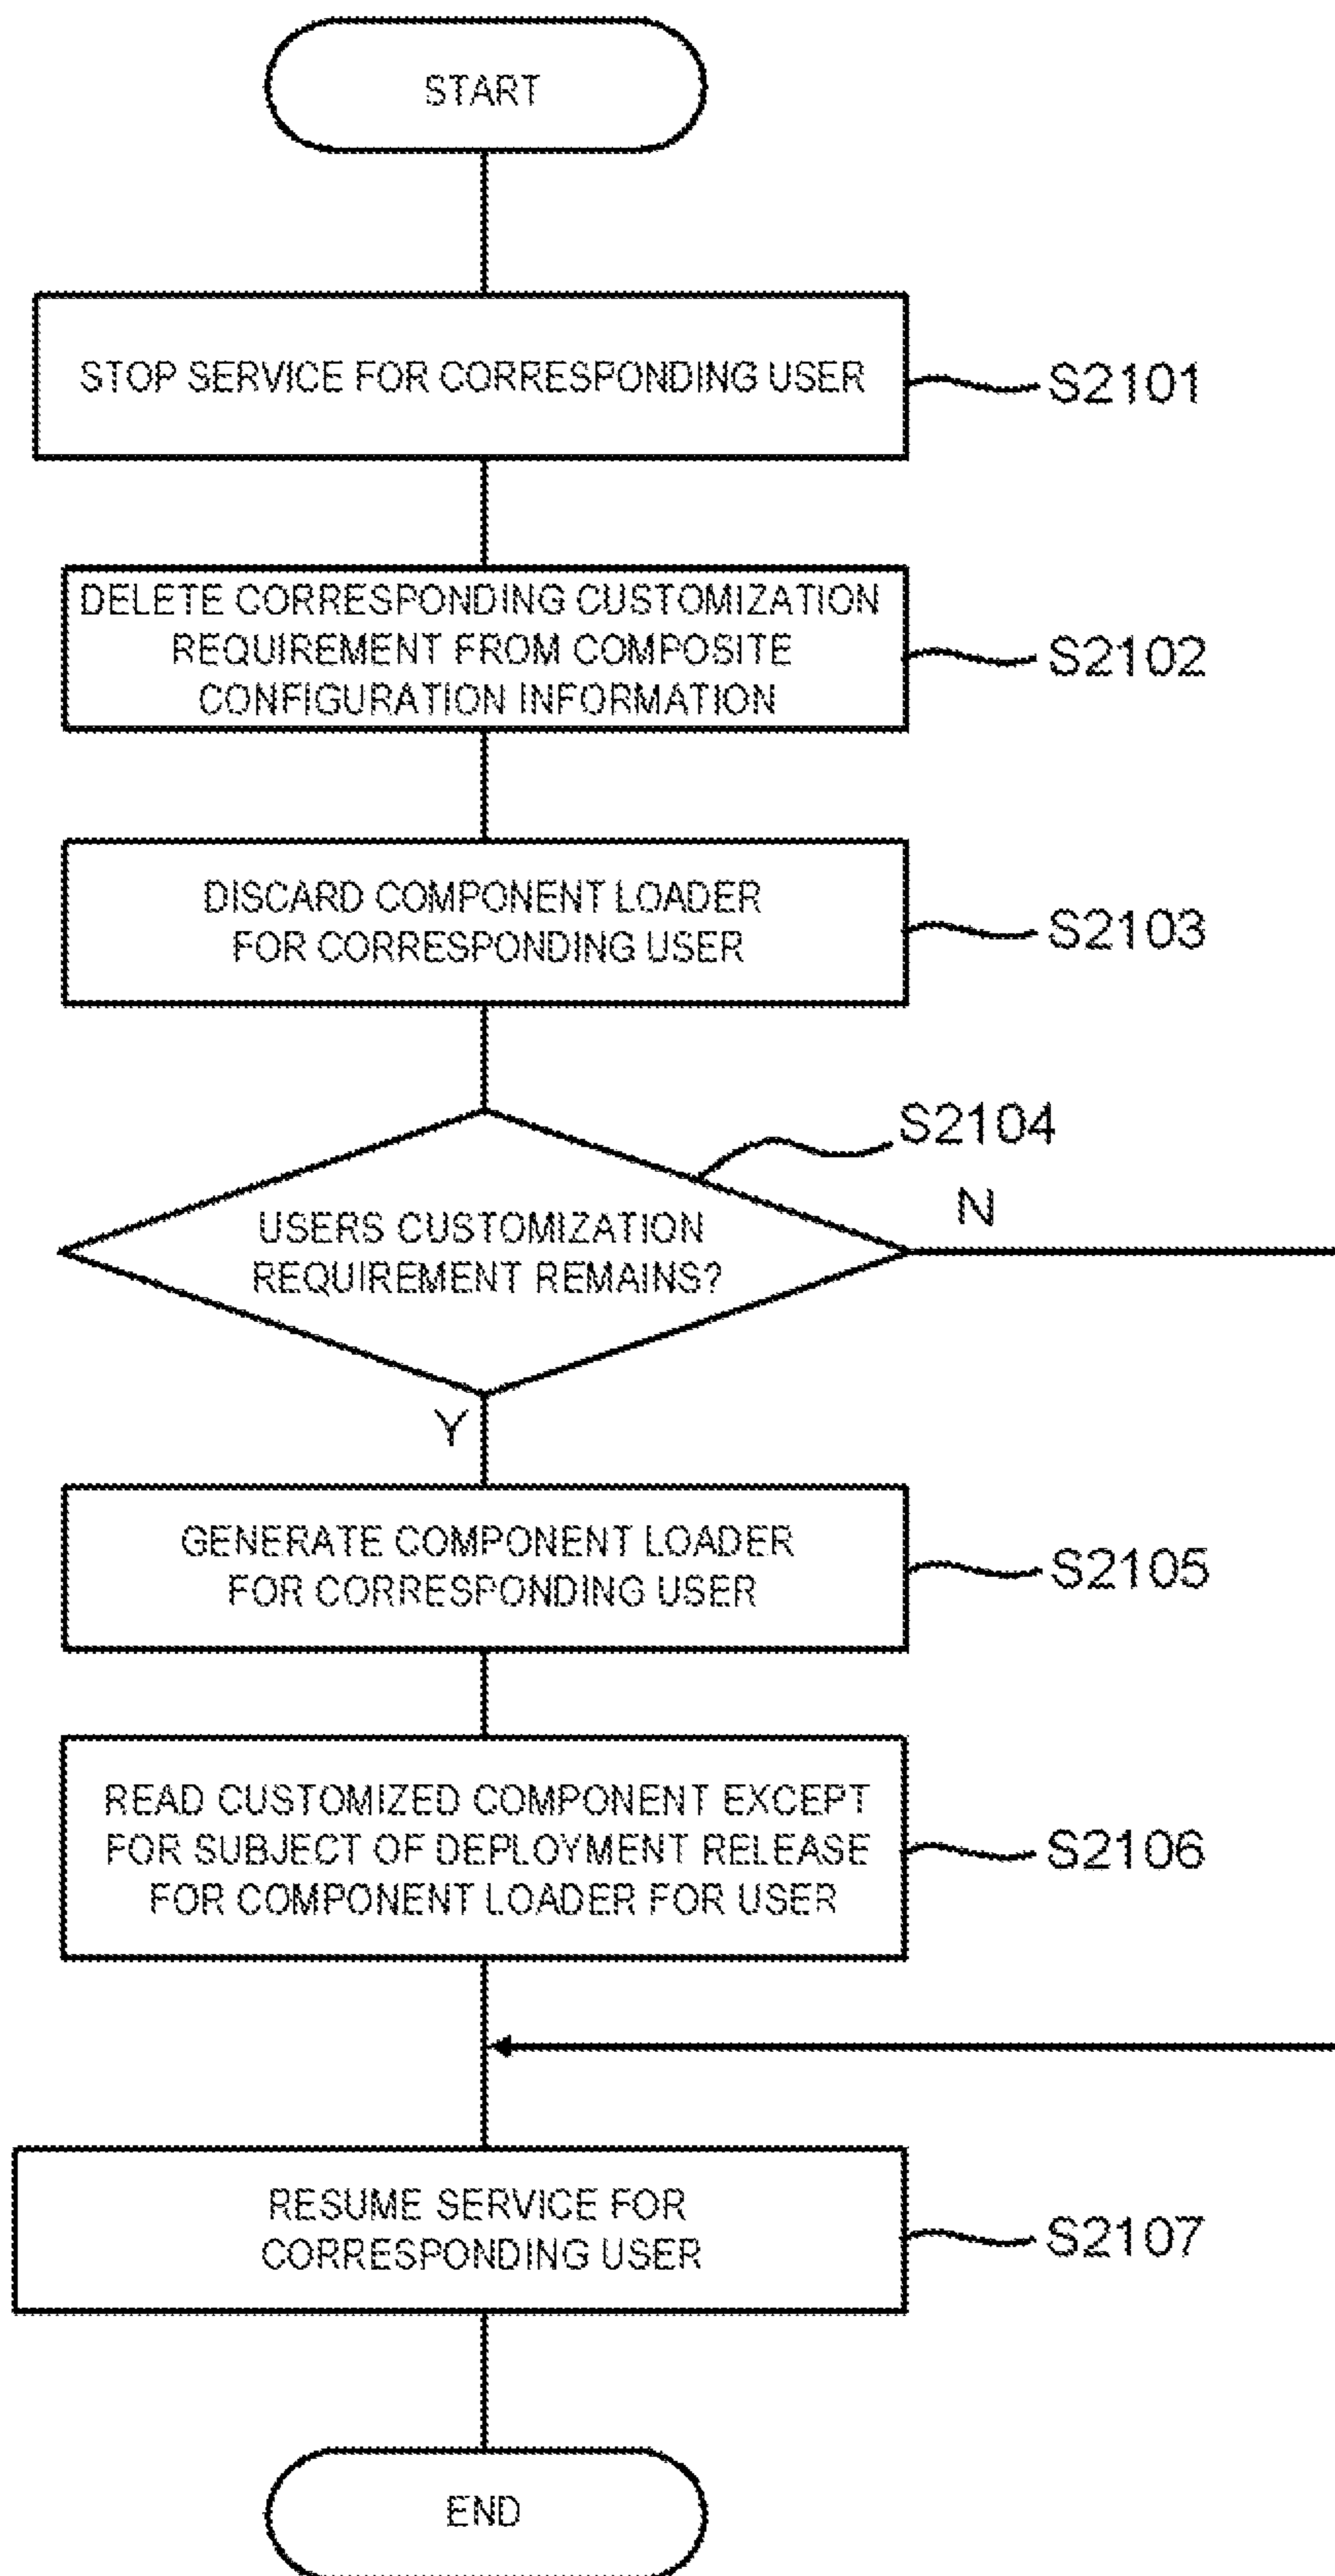 START
STOP SERVICE FOR CORRESPONDING USER
S2101
DELETE CORRESPONDING CUSTOMIZATION
REQUIREMENT FROM COMPOSITE
CONFIGURATION INFORMATION
S2102
DISCARD COMPONENT LOADER
FOR CORRESPONDING USER
S2103
S2104
N
USERS CUSTOMIZATION
REQUIREMENT REMAINS?
Y
GENERATE COMPONENT LOADER
FOR CORRESPONDING USER
S2105
READ CUSTOMIZED COMPONENT EXCEPT
FOR SUBJECT OF DEPLOYMENT RELEASE
FOR COMPONENT LOADER FOR USER
S2106
RESUME SERVICE FOR
CORRESPONDING USER
S2107
END